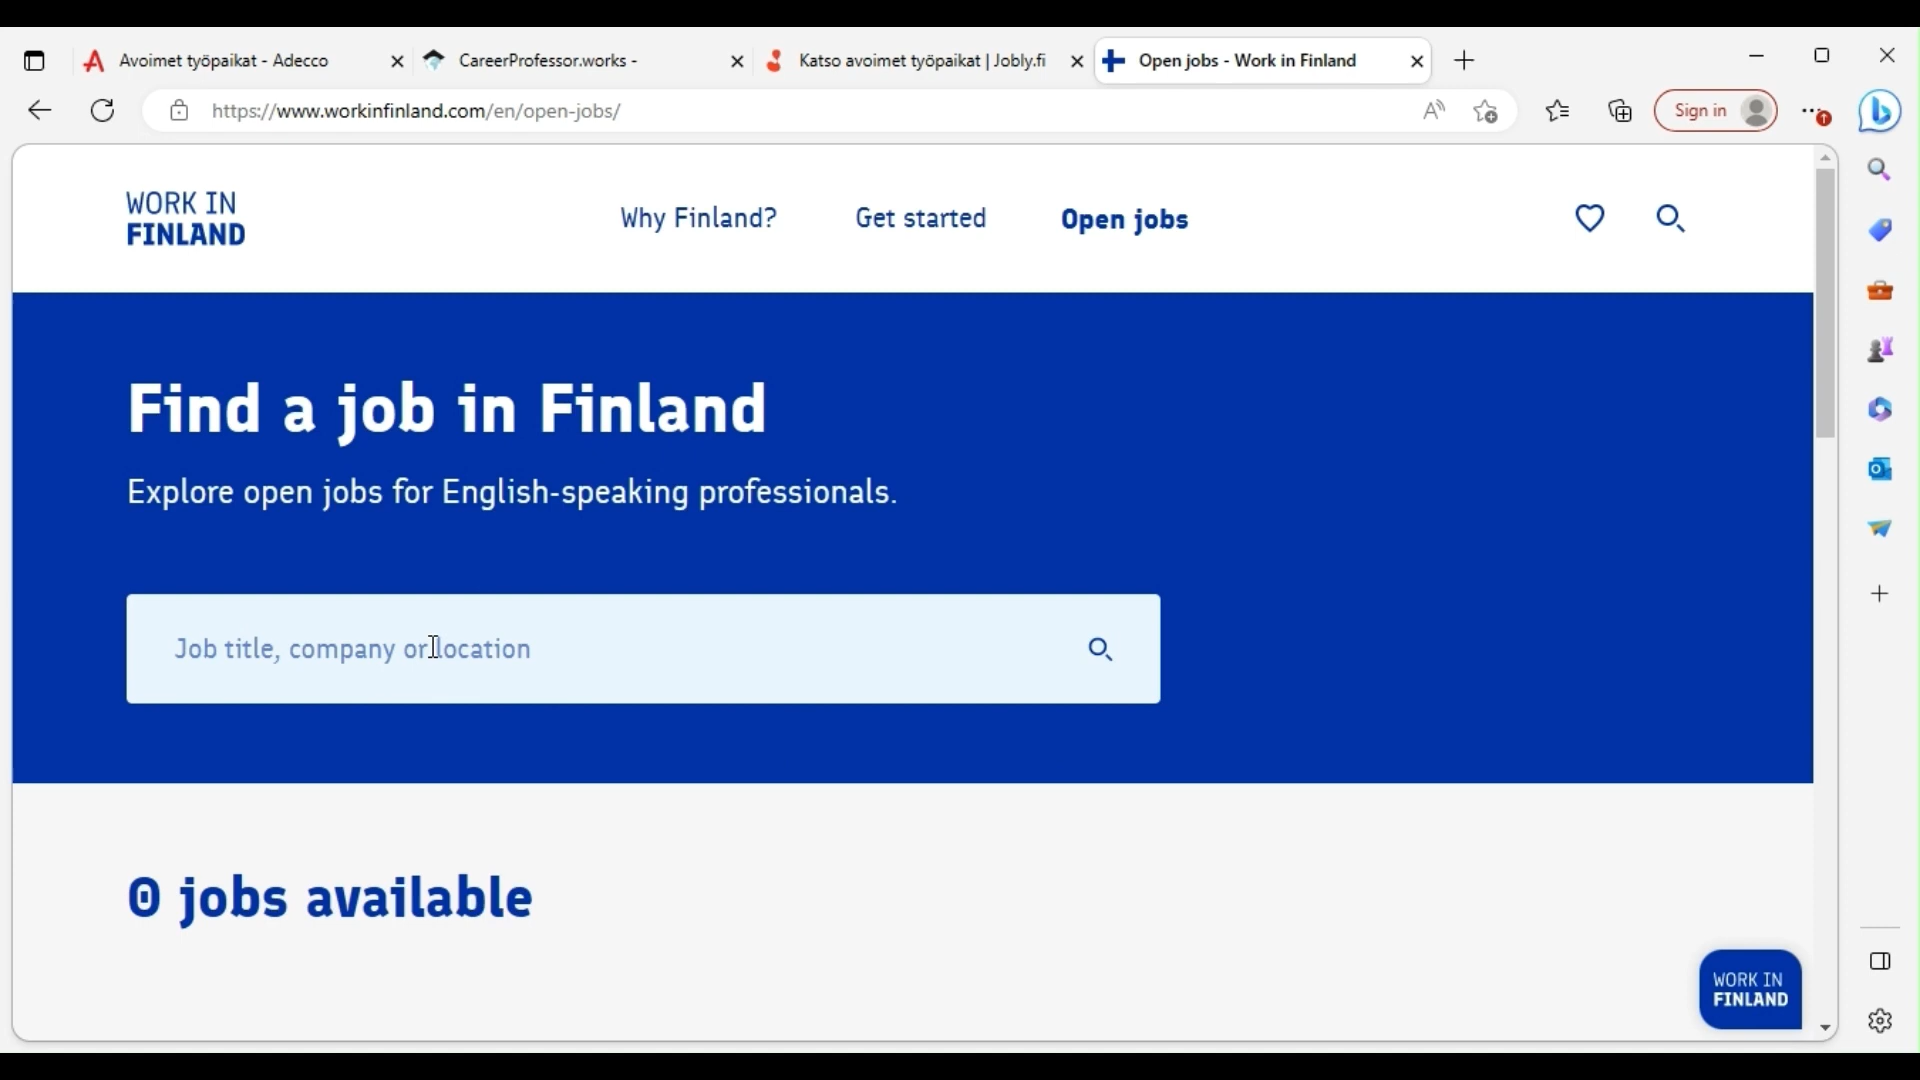 Avoimet työpaikat - Adecco
CareerProfessor.works -
Katso avoimet työpaikat | Jobly.fi
Open jobs - Work in Finland
https://www.workinfinland.com/en/open-jobs/
Sign in
WORK IN
FINLAND
Why Finland?
Get started
Open jobs
Find a job in Finland
Explore open jobs for English-speaking professionals.
Job title, company or location
0 jobs available
WORK IN
FINLAND